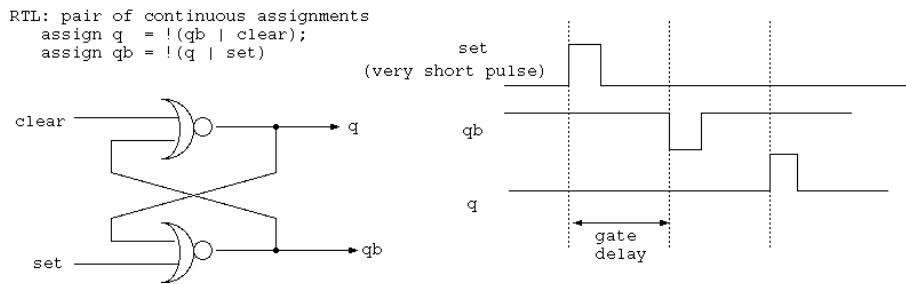 RTL: pair of continuous assignments
assign q = !(qb | clear);
assign qb = !(q | set)
set
(very short pulse)
clear
q
qb
q
gate
delay
set
qb